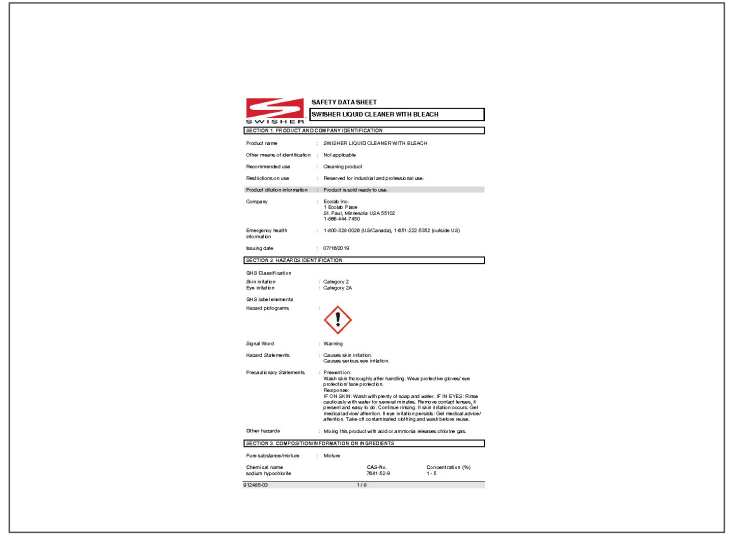 SAFETY DATA SHEET
SWISHER LIQUID CLEANER WITH BLEACH
SWISHER
SECTION 1. PRODUCT AND COMPANY IDENTIFICATION
Product name : SWISHER LIQUID CLEANER WITH BLEACH
Other means of identification : Not applicable
Recommended use : Cleaning product
Restrictions on use : Reserved for industrial and professional use.
Product dilution information : Product is sold ready to use.
Company : Ecolab Inc.
1 Ecolab Place
St. Paul, Minnesota USA 55102
1-866-444-7450
Emergency health information : 1-800-328-0026 (US/Canada), 1-651-222-5352 (outside US)
Issuing date : 07/16/2019
SECTION 2. HAZARDS IDENTIFICATION
GHS Classification
Skin irritation : Category 2
Eye irritation : Category 2A
GHS label elements
Hazard pictograms :
Signal Word : Warning
Hazard Statements : Causes skin irritation.
Causes serious eye irritation.
Precautionary Statements : Prevention:
Wash skin thoroughly after handling. Wear protective gloves/ eye
protection/ face protection.
Response:
IF ON SKIN: Wash with plenty of soap and water. IF IN EYES: Rinse
cautiously with water for several minutes. Remove contact lenses, if
present and easy to do. Continue rinsing. If skin irritation occurs: Get
medical advice/ attention. If eye irritation persists: Get medical advice/
attention. Take off contaminated clothing and wash before reuse.
Other hazards : Mixing this product with acid or ammonia releases chlorine gas.
SECTION 3. COMPOSITION/INFORMATION ON INGREDIENTS
Pure substance/mixture : Mixture
Chemical name CAS-No. Concentration (%)
sodium hypochlorite 7681-52-9 1 - 5
912465-03 1 / 8